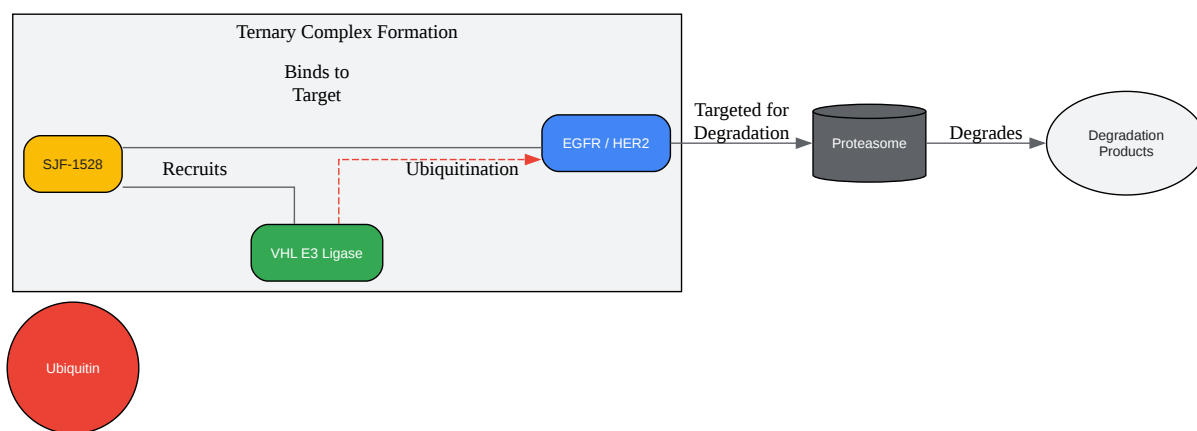 Ternary Complex Formation
Binds to
Target
SJF-1528
Recruits
VHL E3 Ligase
Ubiquitination
EGFR / HER2
Targeted for
Degradation
Proteasome
Degrades
Degradation
Products
Ubiquitin